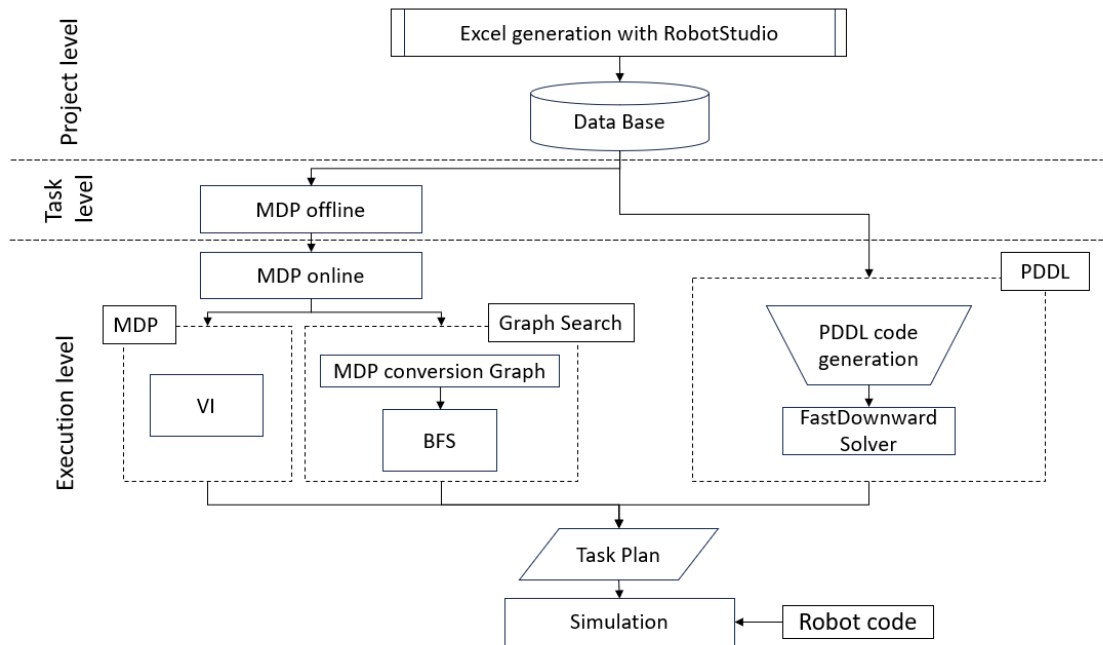 Project level
Excel generation with RobotStudio
Data Base
Task
level
MDP offline
Execution level
MDP online
PDDL
MDP
Graph Search
PDDL code
generation
MDP conversion Graph
VI
BFS
FastDownward
Solver
Task Plan
Simulation
Robot code